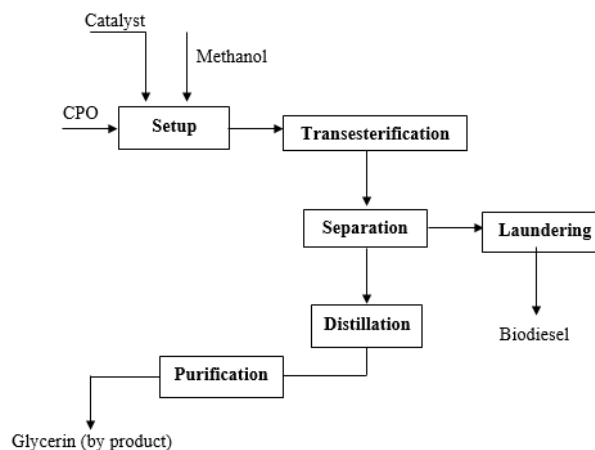 Catalyst
Methanol
CPO
Setup
Transesterification
Separation
Laundering
Distillation
Biodiesel
Purification
Glycerin (by product)